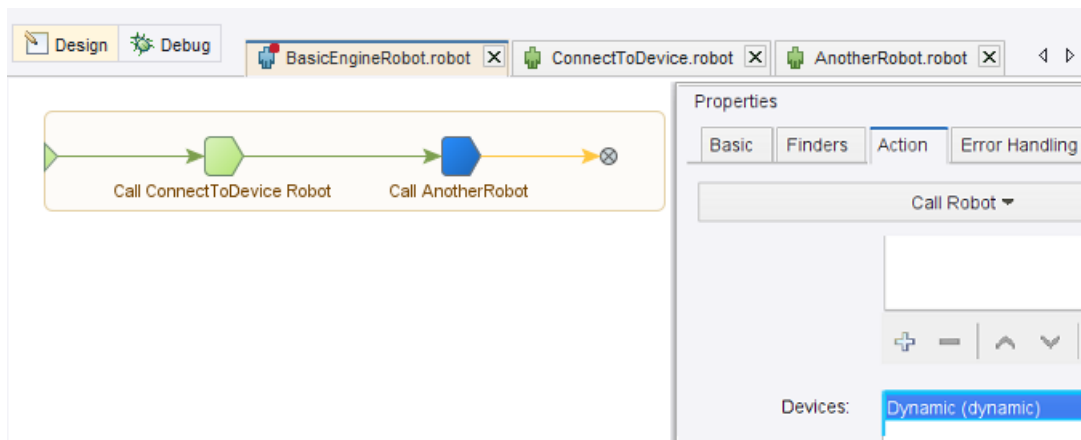 Design
Debug
BasicEngineRobot.robot
ConnectToDevice.robot
AnotherRobot.robot
Properties
Basic
Finders
Action
Error Handling
Call Robot
Call ConnectToDevice Robot
Call AnotherRobot
Devices:
Dynamic (dynamic)